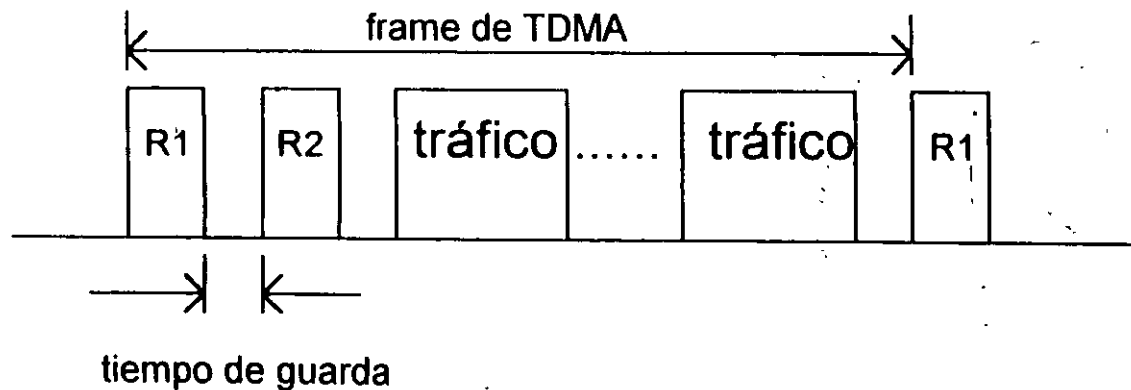 frame de TDMA
R1 R2 tráfico ...... tráfico R1
tiempo de guarda